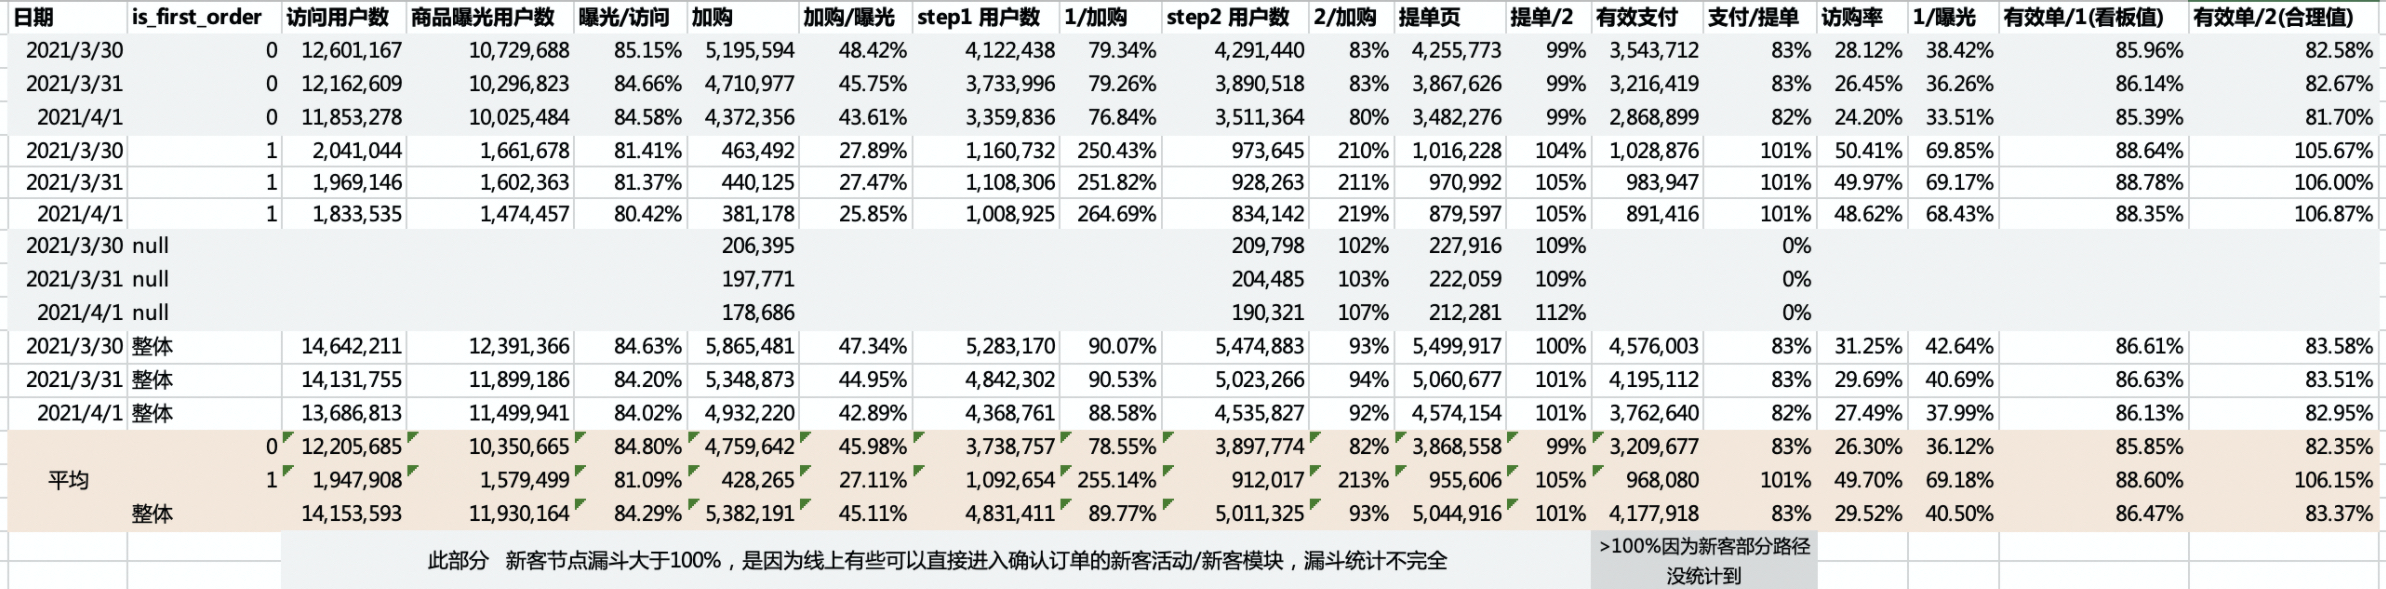 日期 is_first_order 访问用户数 商品曝光用户数 曝光/访问 加购 加购/曝光 step1 用户数 1/加购 step2 用户数 2/加购 提单页 提单/2 有效支付 支付/提单 访购率 1/曝光 有效单/1(看板值) 有效单/2(合理值)
2021/3/30 0 12,601,167 10,729,688 85.15% 5,195,594 48.42% 4,122,438 79.34% 4,291,440 83% 4,255,773 99% 3,543,712 83% 28.12% 38.42% 85.96% 82.58%
2021/3/31 0 12,162,609 10,296,823 84.66% 4,710,977 45.75% 3,733,996 79.26% 3,890,518 83% 3,867,626 99% 3,216,419 83% 26.45% 36.26% 86.14% 82.67%
2021/4/1 0 11,853,278 10,025,484 84.58% 4,372,356 43.61% 3,359,836 76.84% 3,511,364 80% 3,482,276 99% 2,868,899 82% 24.20% 33.51% 85.39% 81.70%
2021/3/30 1 2,041,044 1,661,678 81.41% 463,492 27.89% 1,160,732 250.43% 973,645 210% 1,016,228 104% 1,028,876 101% 50.41% 69.85% 88.64% 105.67%
2021/3/31 1 1,969,146 1,602,363 81.37% 440,125 27.47% 1,108,306 251.82% 928,263 211% 970,992 105% 983,947 101% 49.97% 69.17% 88.78% 106.00%
2021/4/1 1 1,833,535 1,474,457 80.42% 381,178 25.85% 1,008,925 264.69% 834,142 219% 879,597 105% 891,416 101% 48.62% 68.43% 88.35% 106.87%
2021/3/30 null 206,395 209,798 102% 227,916 109% 0%
2021/3/31 null 197,771 204,485 103% 222,059 109% 0%
2021/4/1 null 178,686 190,321 107% 212,281 112% 0%
2021/3/30 整体 14,642,211 12,391,366 84.63% 5,865,481 47.34% 5,283,170 90.07% 5,474,883 93% 5,499,917 100% 4,576,003 83% 31.25% 42.64% 86.61% 83.58%
2021/3/31 整体 14,131,755 11,899,186 84.20% 5,348,873 44.95% 4,842,302 90.53% 5,023,266 94% 5,060,677 101% 4,195,112 83% 29.69% 40.69% 86.63% 83.51%
2021/4/1 整体 13,686,813 11,499,941 84.02% 4,932,220 42.89% 4,368,761 88.58% 4,535,827 92% 4,574,154 101% 3,762,640 82% 27.49% 37.99% 86.13% 82.95%
0 12,205,685 10,350,665 84.80% 4,759,642 45.98% 3,738,757 78.55% 3,897,774 82% 3,868,558 99% 3,209,677 83% 26.30% 36.12% 85.85% 82.35%
平均 1 1,947,908 1,579,499 81.09% 428,265 27.11% 1,092,654 255.14% 912,017 213% 955,606 105% 968,080 101% 49.70% 69.18% 88.60% 106.15%
整体 14,153,593 11,930,164 84.29% 5,382,191 45.11% 4,831,411 89.77% 5,011,325 93% 5,044,916 101% 4,177,918 83% 29.52% 40.50% 86.47% 83.37%
此部分 新客节点漏斗大于100%，是因为线上有些可以直接进入确认订单的新客活动/新客模块，漏斗统计不完全
>100%因为新客部分路径
没统计到